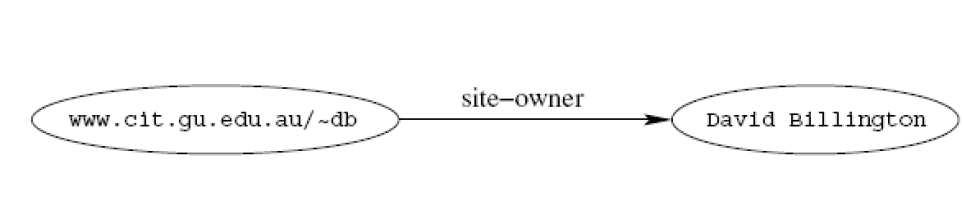 site-owner
www.cit.gu.edu.au/~db
David Billington